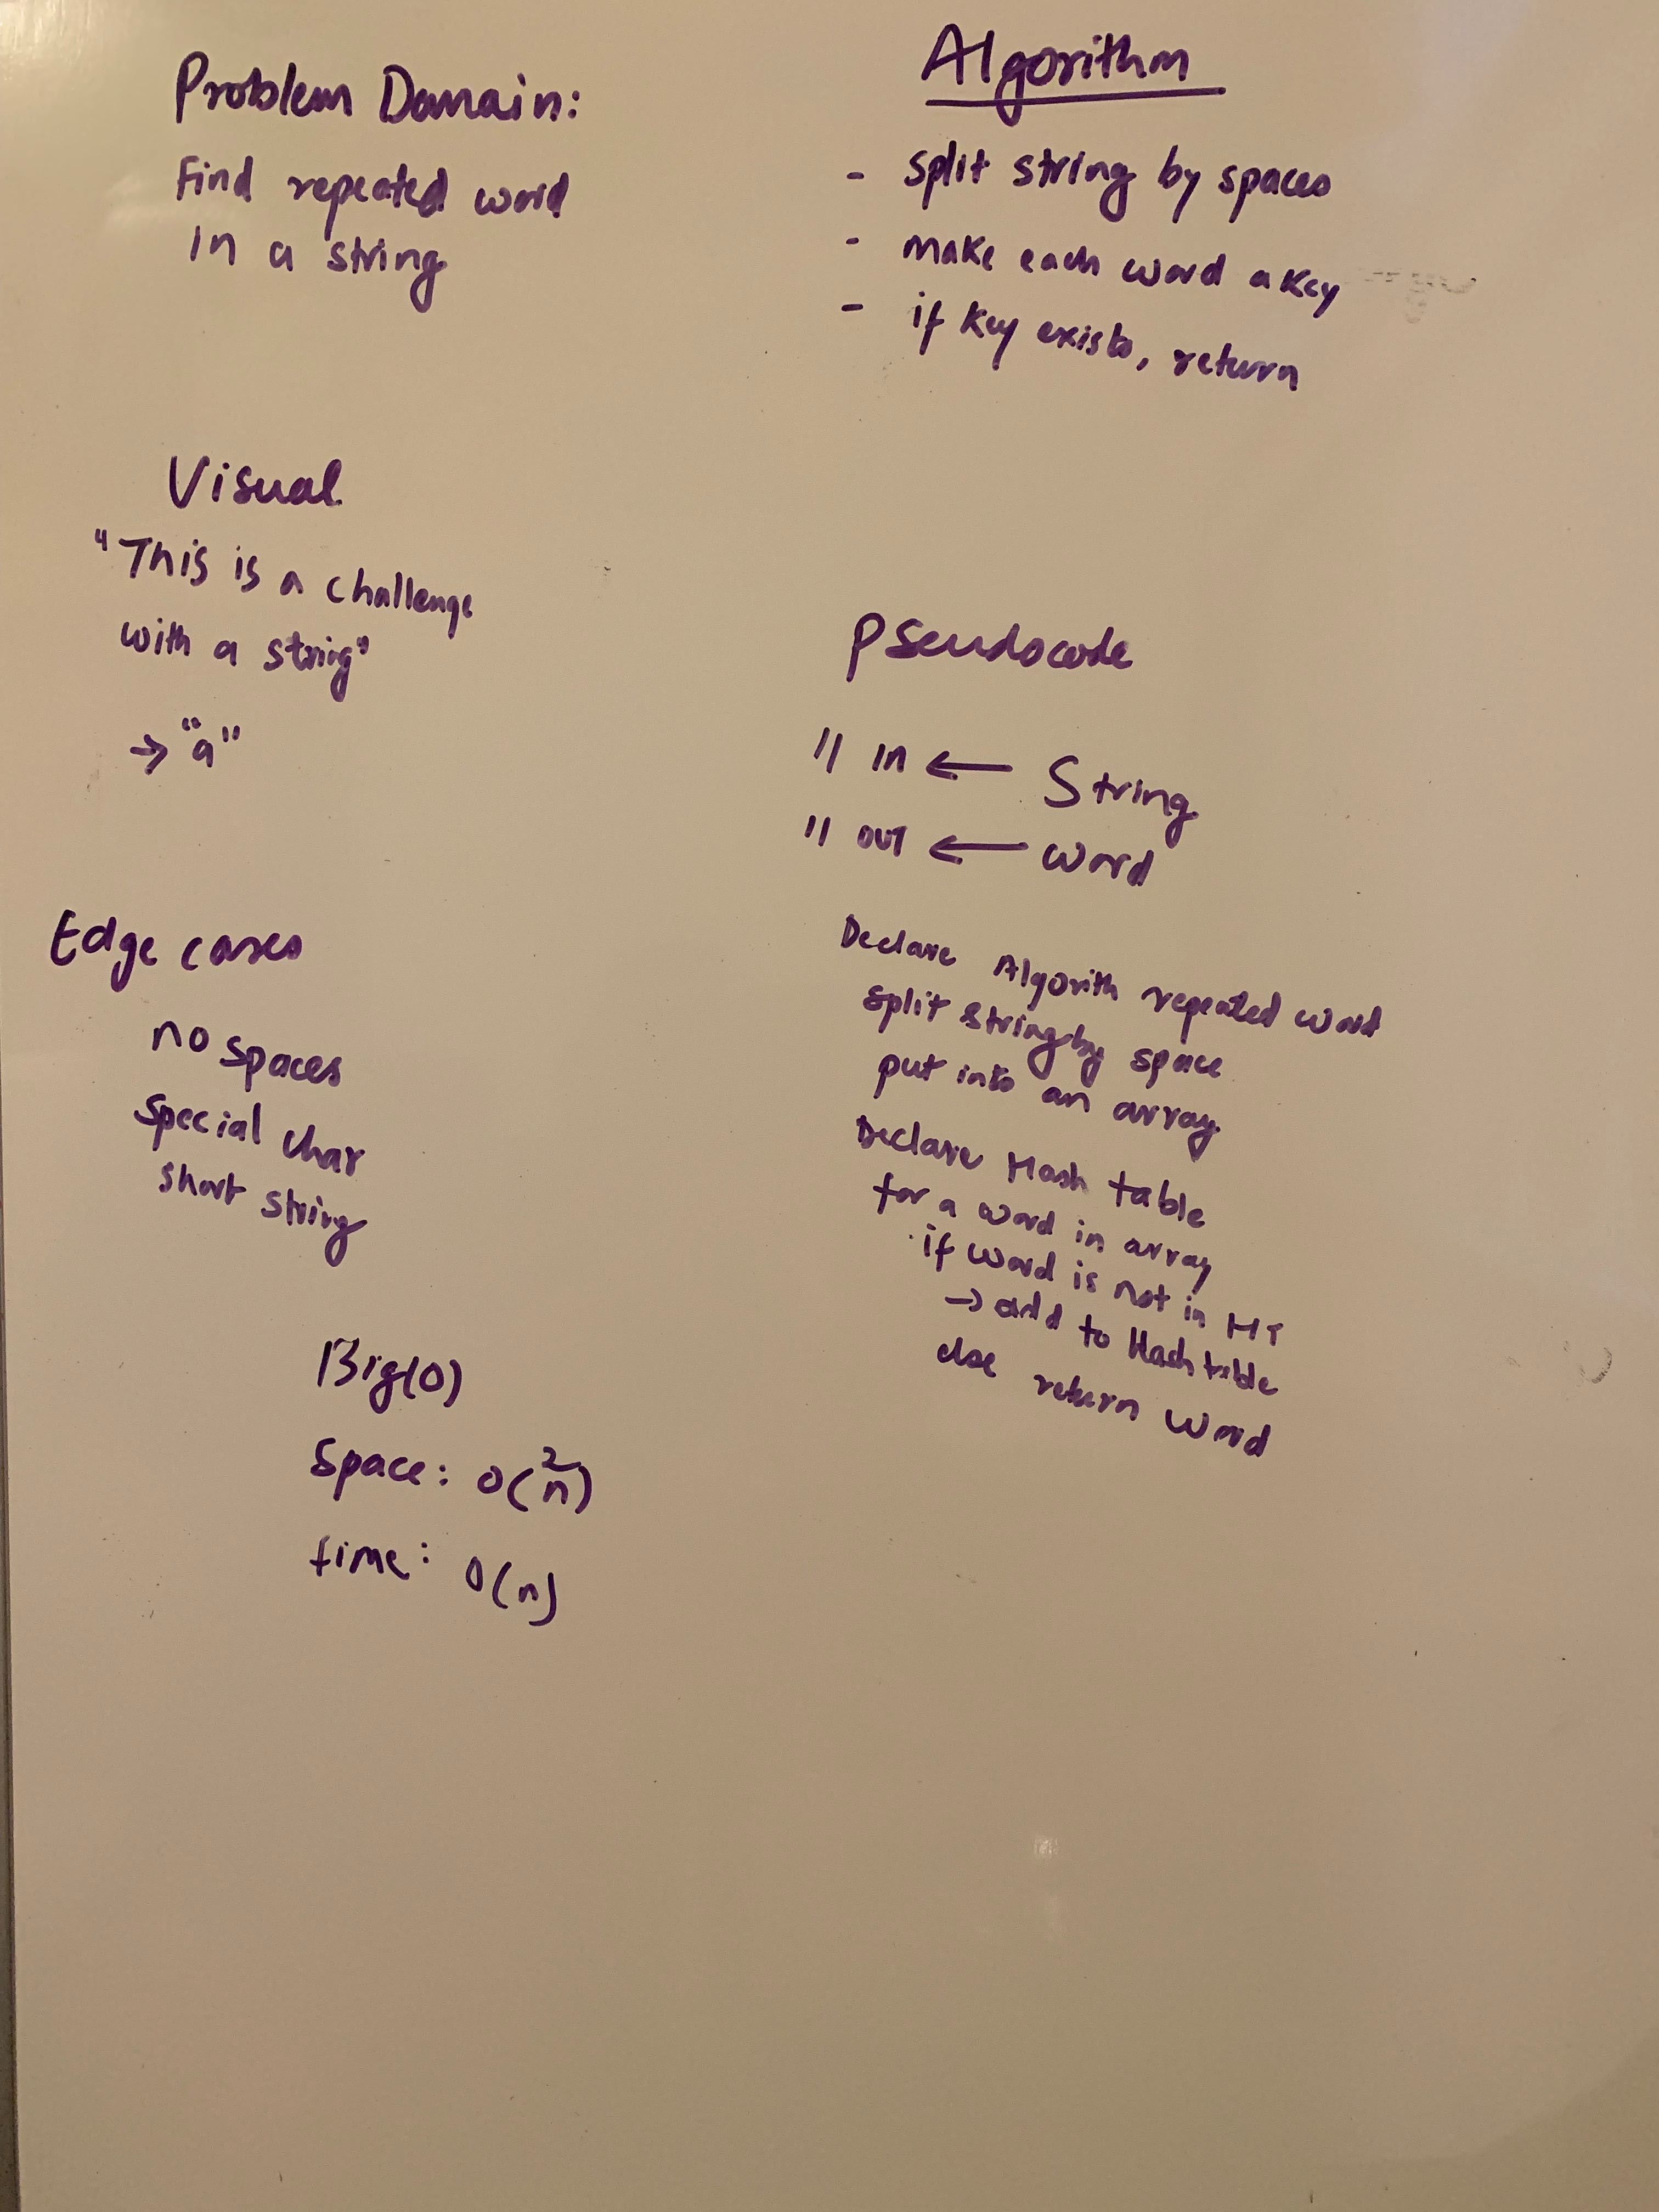 Problem Domain:
Find repeated word
in a string
Visual
"This is a challenge
with a string"
→ "a"
Edge cases
no spaces
special char
short string
Big(O)
Space: O(n²)
time: O(n)
Algorithm
- split string by spaces
- make each word a key
- if key exists, return
Pseudocode
// in ← String
// OUT ← word
Declare Algorith repeated word
split string by space
put into an array
Declare Hash table
for a word in array
if word is not in HT
→ add to Hash table
else return word